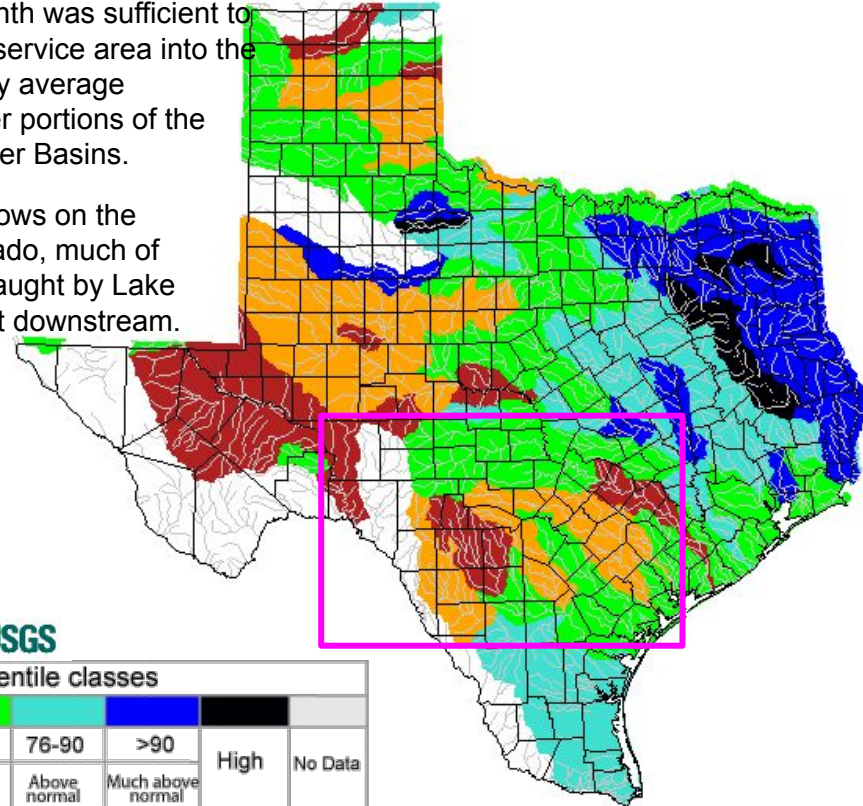 nth was sufficient to
service area into the
y average
er portions of the
er Basins.
ows on the
ado, much of
aught by Lake
t downstream.
USGS
entile classes
76-90 >90 High No Data
Above normal Much above normal